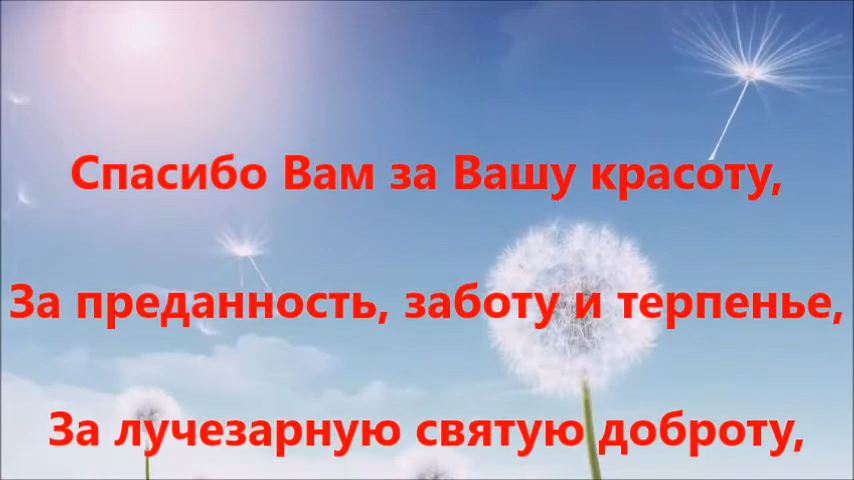 Спасибо Вам за Вашу красоту,
За преданность, заботу и терпенье,
За лучезарную святую доброту,